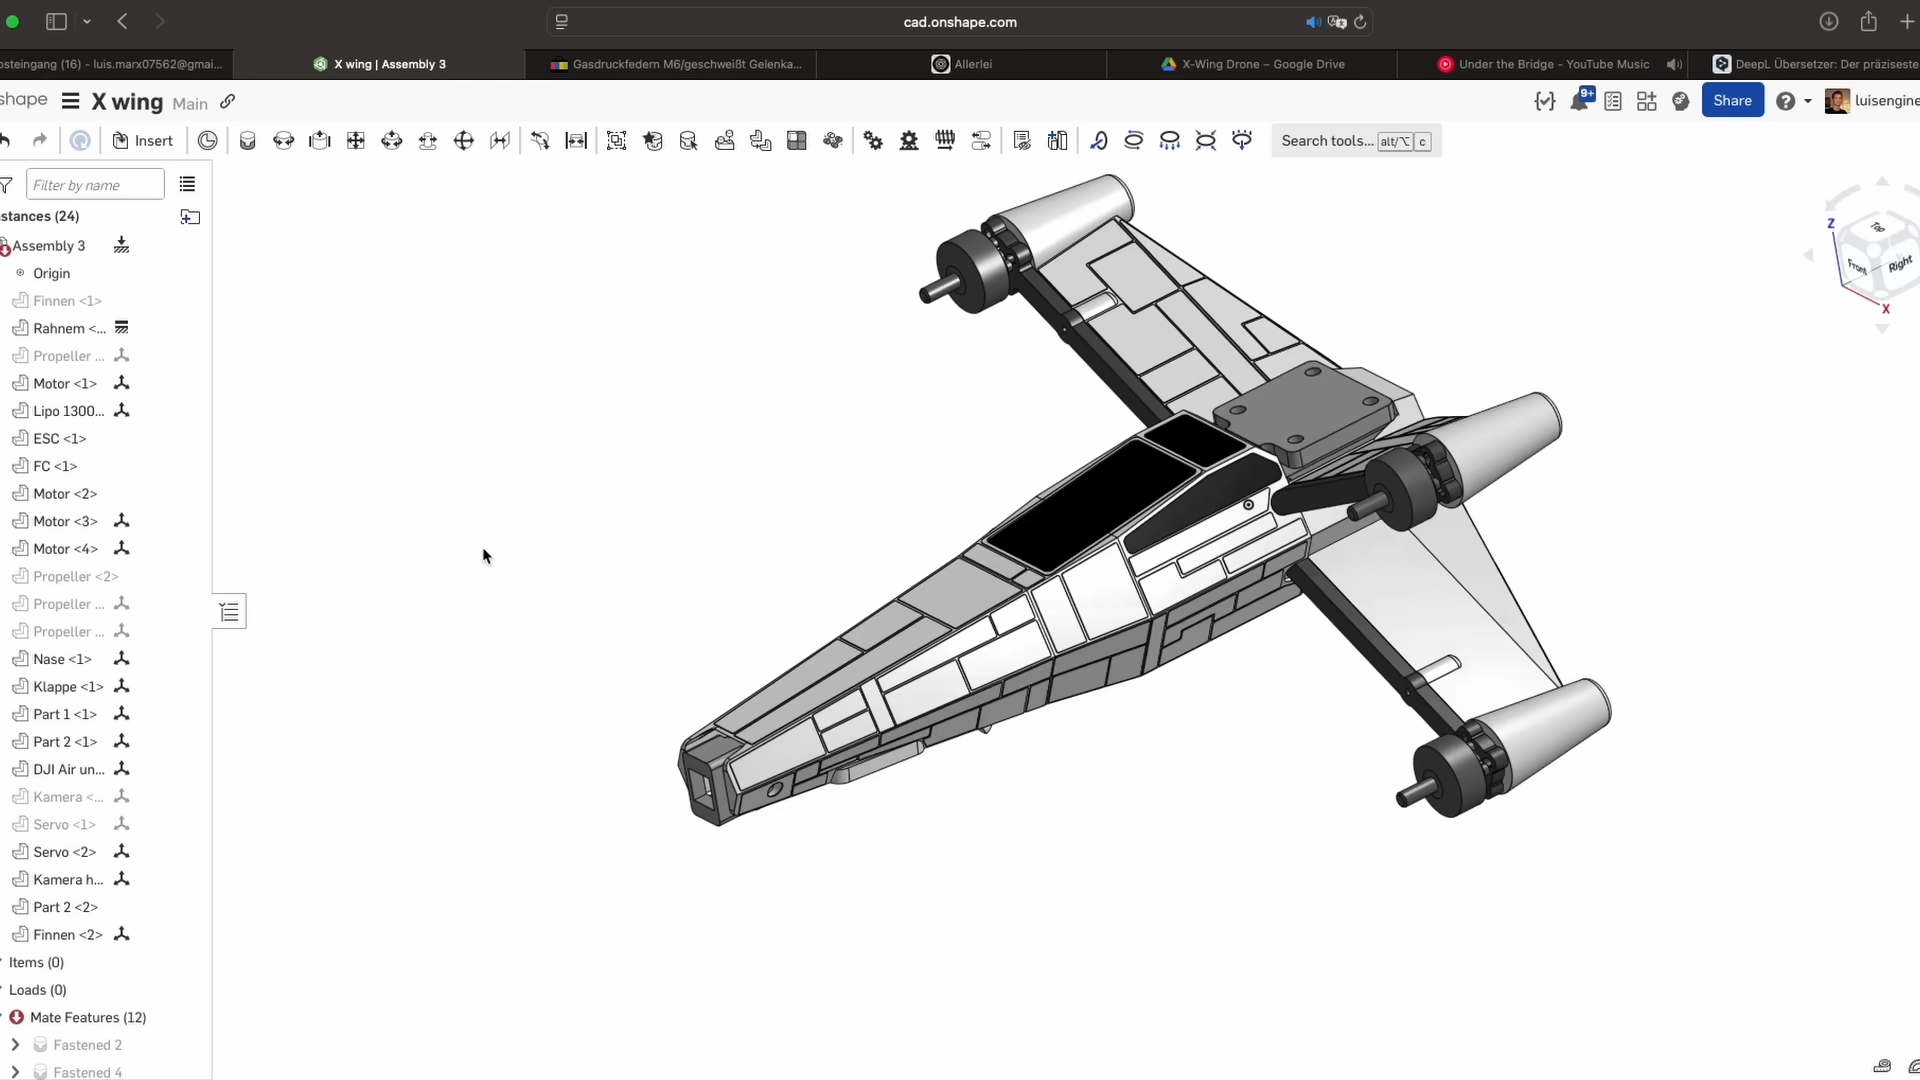 cad.onshape.com
osteingang (16) - luis.marx07562@gmai...
X wing | Assembly 3
Gasdruckfedern M6/geschweißt Gelenka...
Allerlei
X-Wing Drone – Google Drive
Under the Bridge - YouTube Music
DeepL Übersetzer: Der präziseste
shape
X wing
Main
9+
Share
luisengine
Insert
Search tools...
alt/⌥
c
Filter by name
stances (24)
Assembly 3
Origin
Finnen <1>
Rahnem <...
Propeller ...
Motor <1>
Lipo 1300...
ESC <1>
FC <1>
Motor <2>
Motor <3>
Motor <4>
Propeller <2>
Propeller ...
Propeller ...
Nase <1>
Klappe <1>
Part 1 <1>
Part 2 <1>
DJI Air un...
Kamera <...
Servo <1>
Servo <2>
Kamera h...
Part 2 <2>
Finnen <2>
Items (0)
Loads (0)
Mate Features (12)
Fastened 2
Fastened 4
Z
Top
Front
Right
X